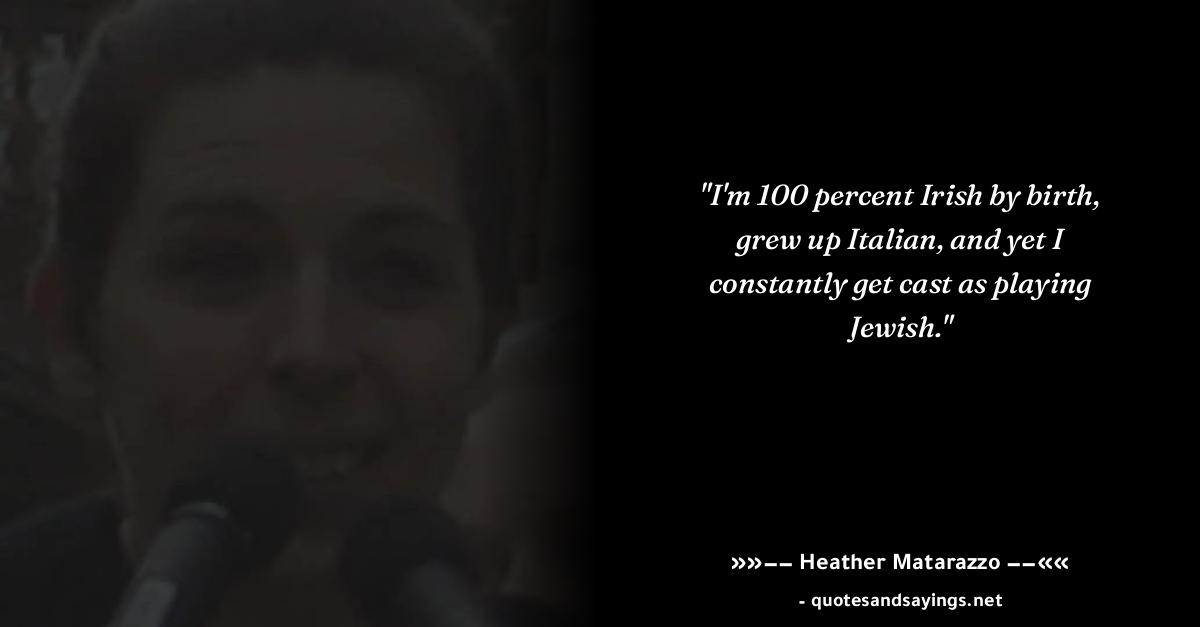 "I'm 100 percent Irish by birth,
grew up Italian, and yet I
constantly get cast as playing
Jewish."
»»-- Heather Matarazzo --««
- quotesandsayings.net